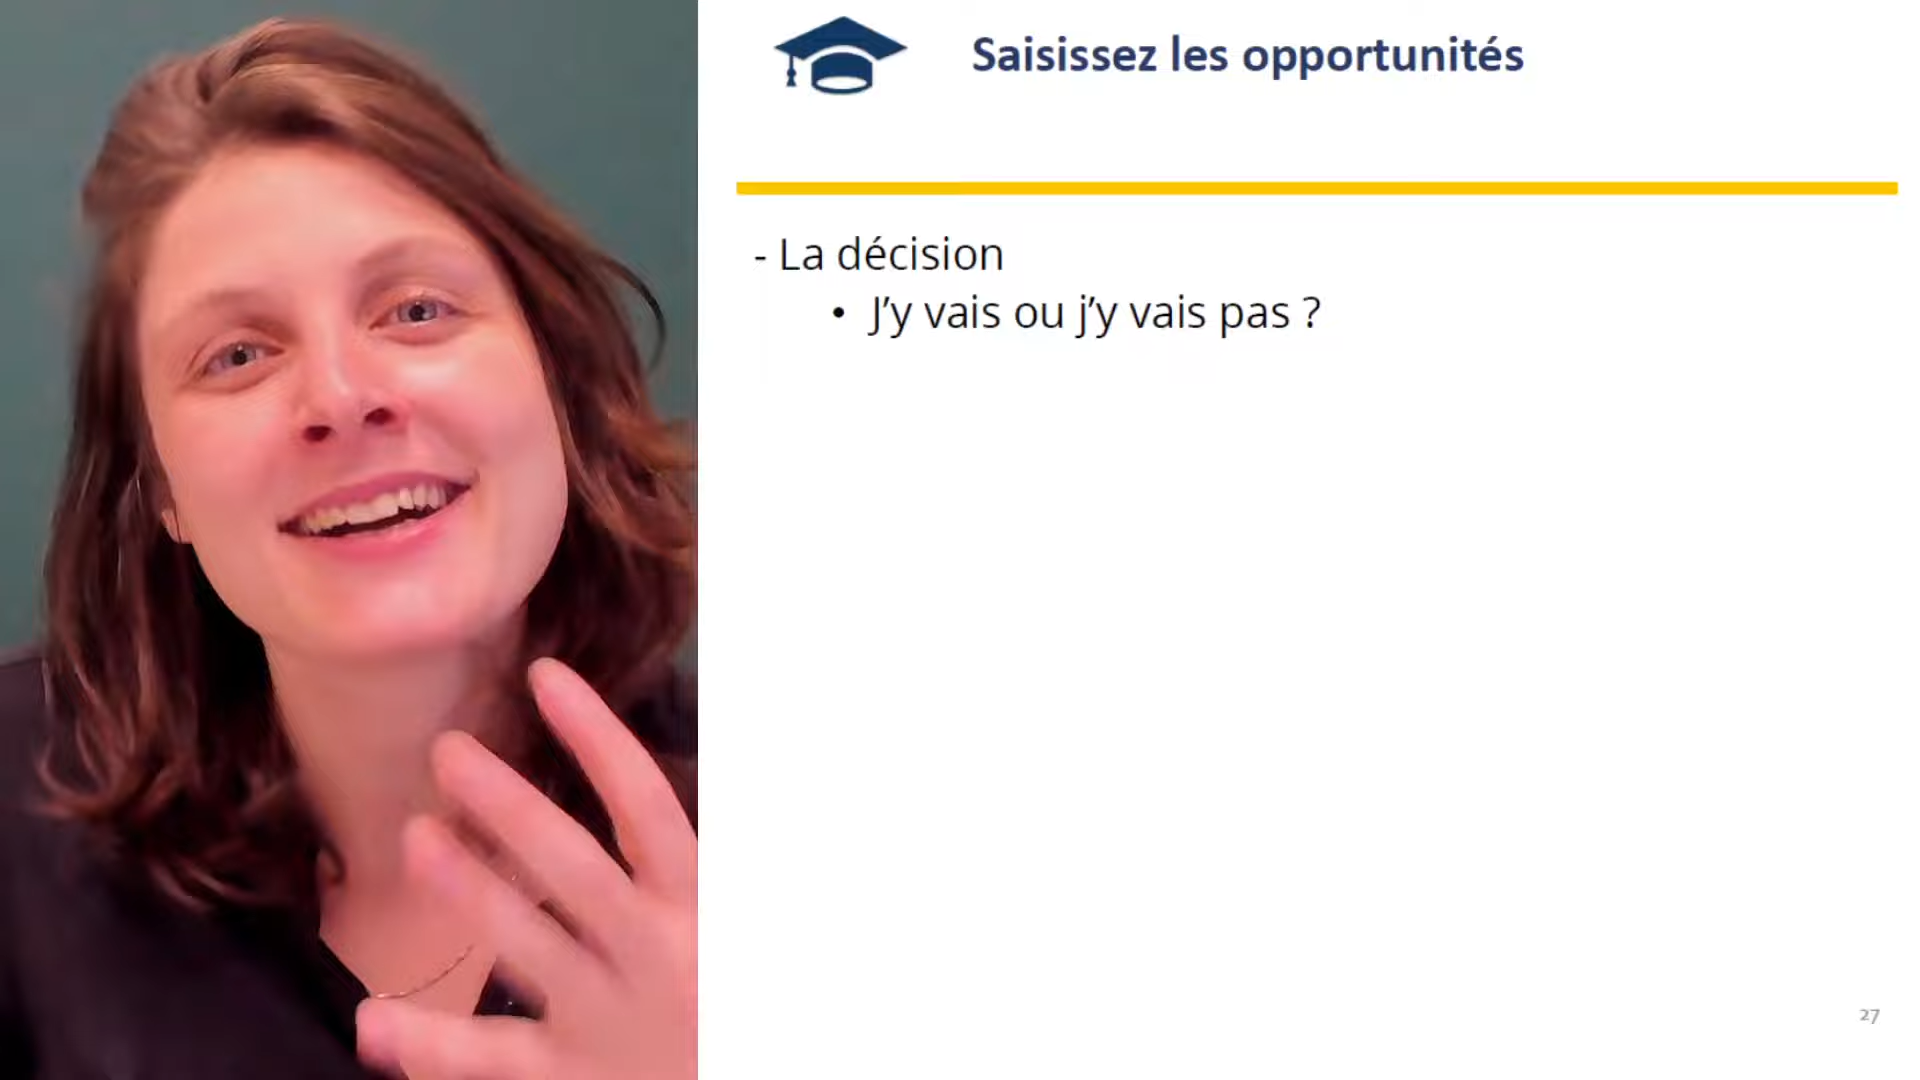 Saisissez les opportunités
- La décision
• J’y vais ou j’y vais pas ?
27